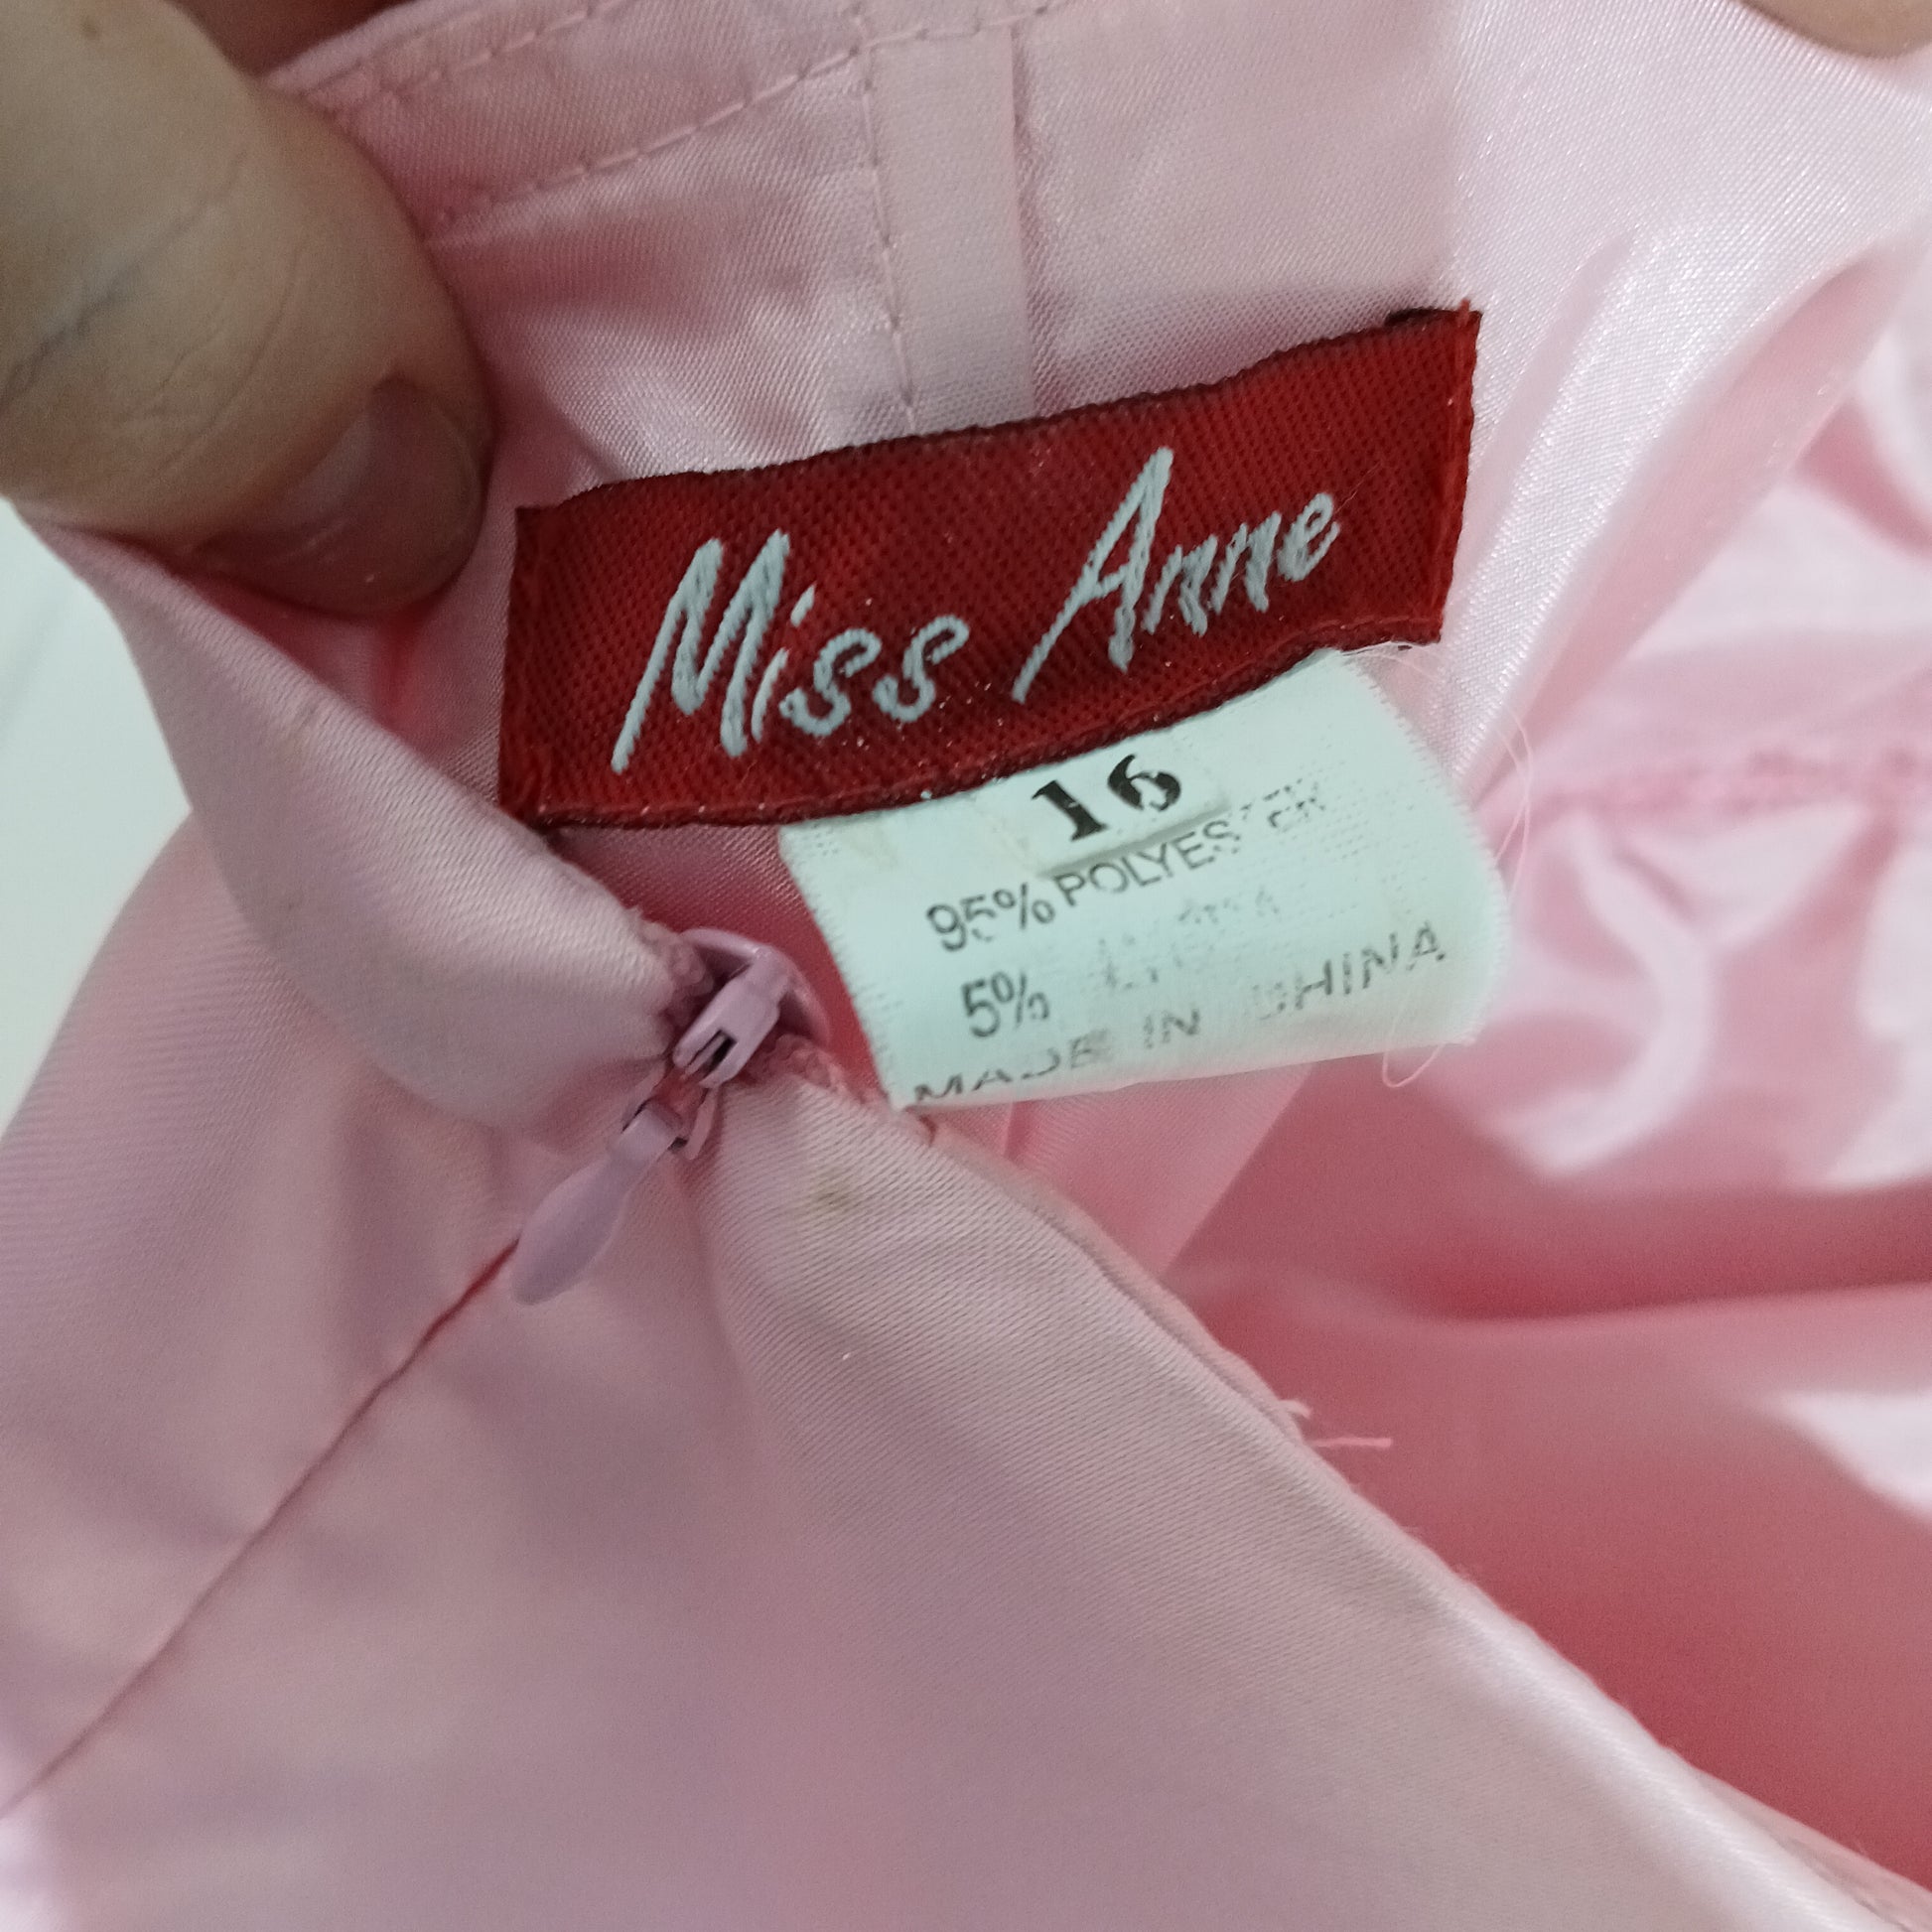 Miss Anne
16
95% POLYESTER
5%
MADE IN CHINA